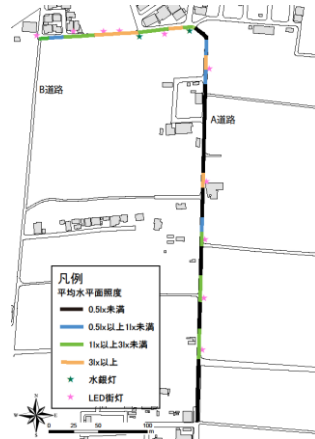 B道路
A道路
凡例
平均水平面照度
0.5lx未満
0.5lx以上1lx未満
1lx以上3lx未満
3lx以上
水銀灯
LED街灯
0 25 50 100
m